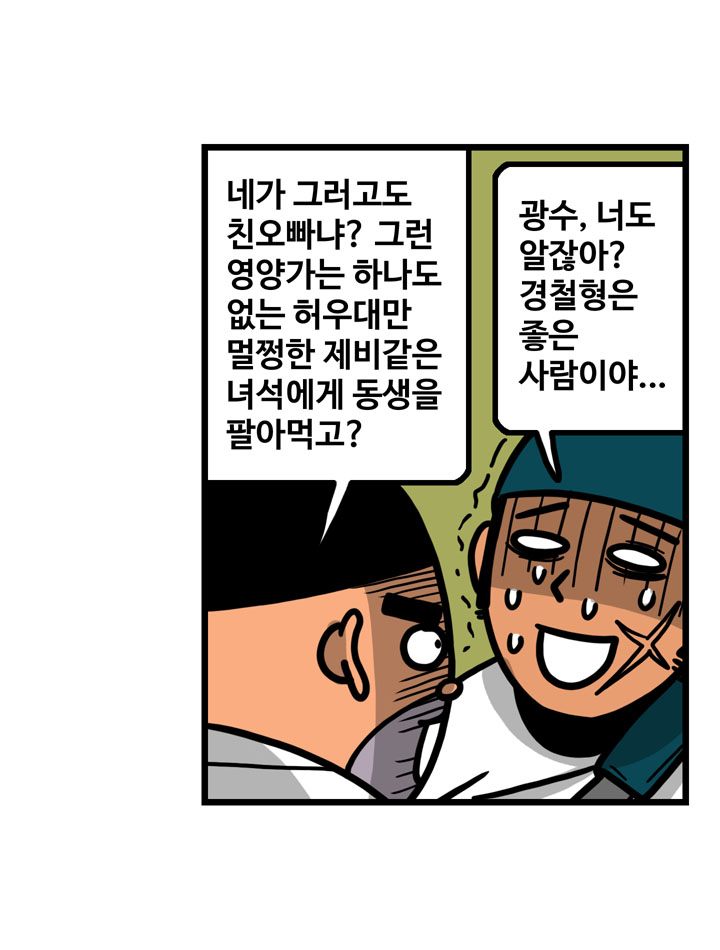 네가 그러고도
친오빠냐? 그런
영양가는 하나도
없는 허우대만
멀쩡한 제비같은
녀석에게 동생을
팔아먹고?
광수, 너도
알잖아?
경철형은
좋은
사람이야...